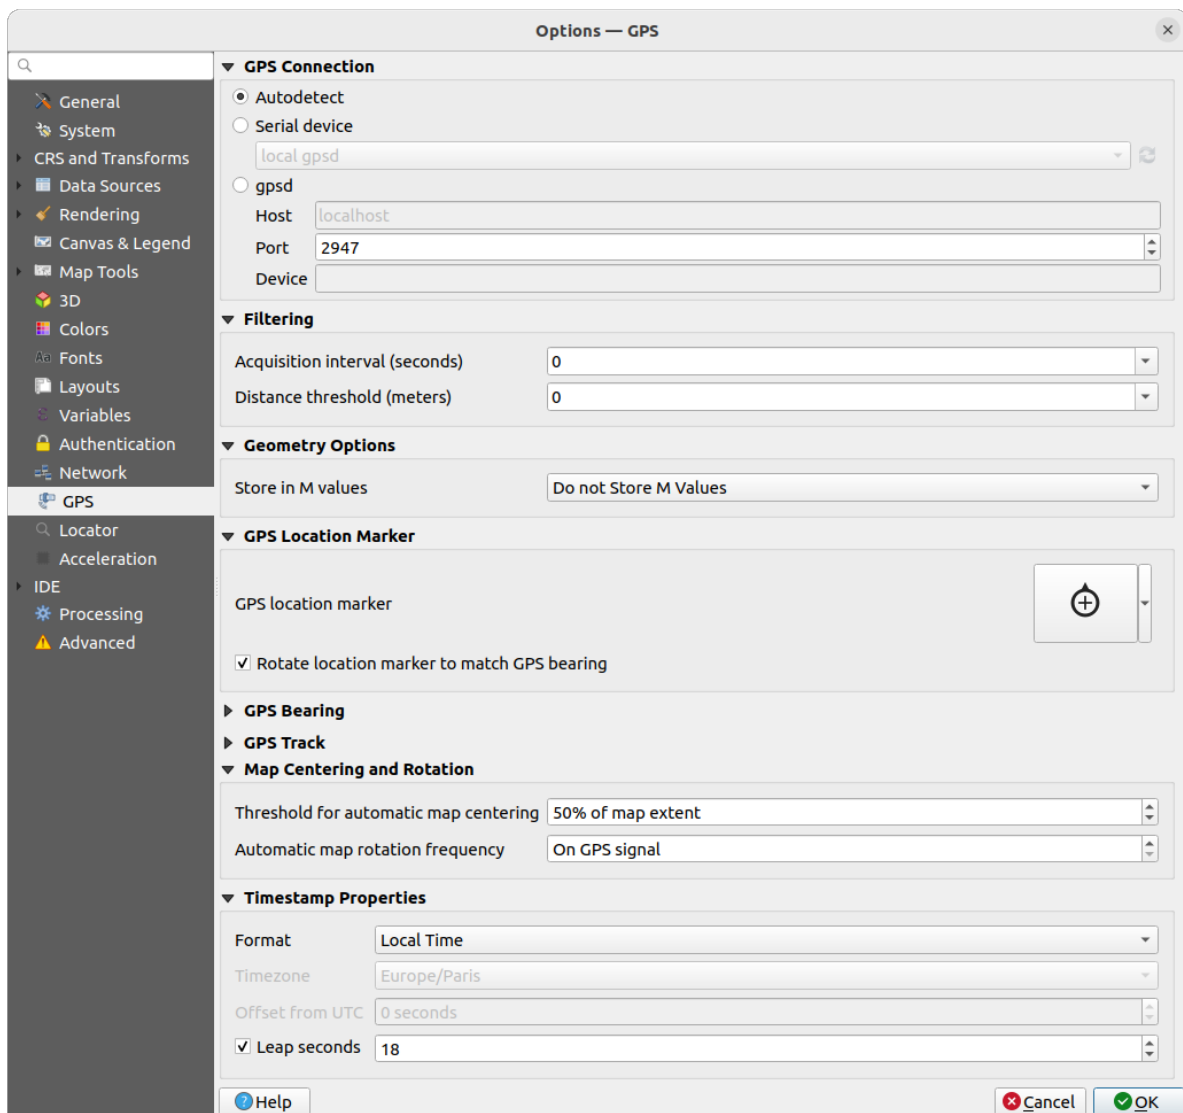 Options — GPS
General
System
CRS and Transforms
Data Sources
Rendering
Canvas & Legend
Map Tools
3D
Colors
Aa Fonts
Layouts
ε Variables
Authentication
Network
GPS
Locator
Acceleration
IDE
Processing
Advanced
GPS Connection
Autodetect
Serial device
local gpsd
gpsd
Host localhost
Port 2947
Device
Filtering
Acquisition interval (seconds) 0
Distance threshold (meters) 0
Geometry Options
Store in M values Do not Store M Values
GPS Location Marker
GPS location marker
Rotate location marker to match GPS bearing
GPS Bearing
GPS Track
Map Centering and Rotation
Threshold for automatic map centering 50% of map extent
Automatic map rotation frequency On GPS signal
Timestamp Properties
Format Local Time
Timezone Europe/Paris
Offset from UTC 0 seconds
Leap seconds 18
? Help
Cancel
OK